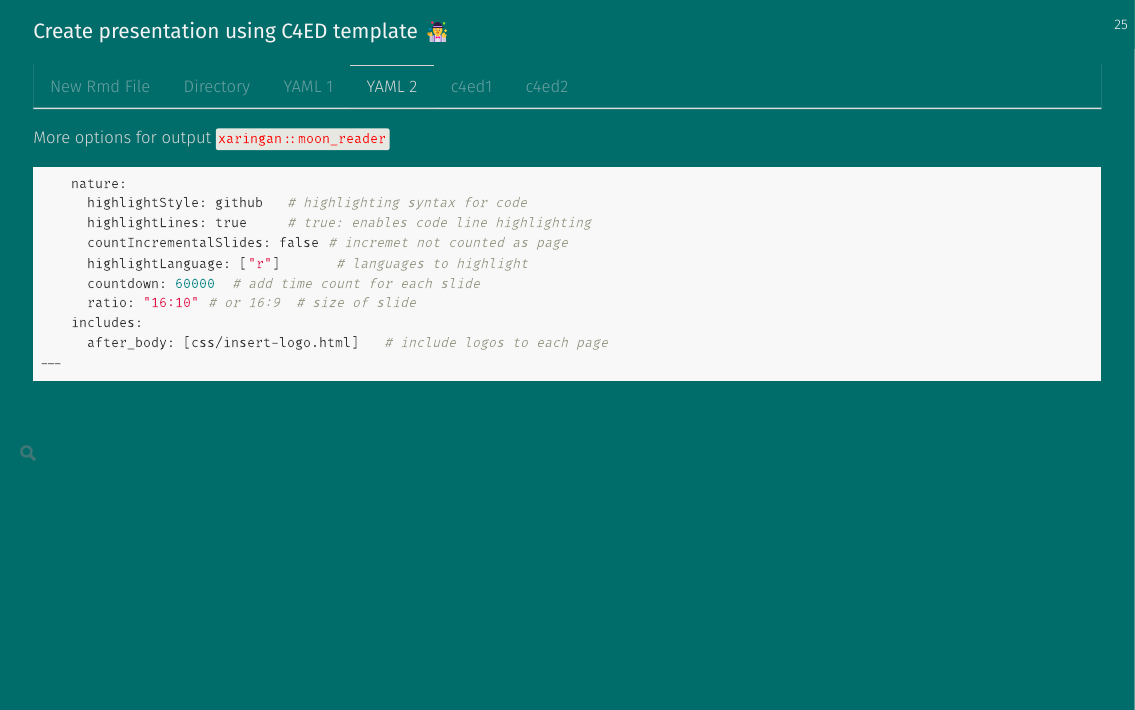 Create presentation using C4ED template
25
New Rmd File Directory YAML 1 YAML 2 c4ed1 c4ed2
More options for output xaringan::moon_reader
nature:
highlightStyle: github # highlighting syntax for code
highlightLines: true # true: enables code line highlighting
countIncrementalSlides: false # incremet not counted as page
highlightLanguage: ["r"] # languages to highlight
countdown: 60000 # add time count for each slide
ratio: "16:10" # or 16:9 # size of slide
includes:
after_body: [css/insert-logo.html] # include logos to each page
---